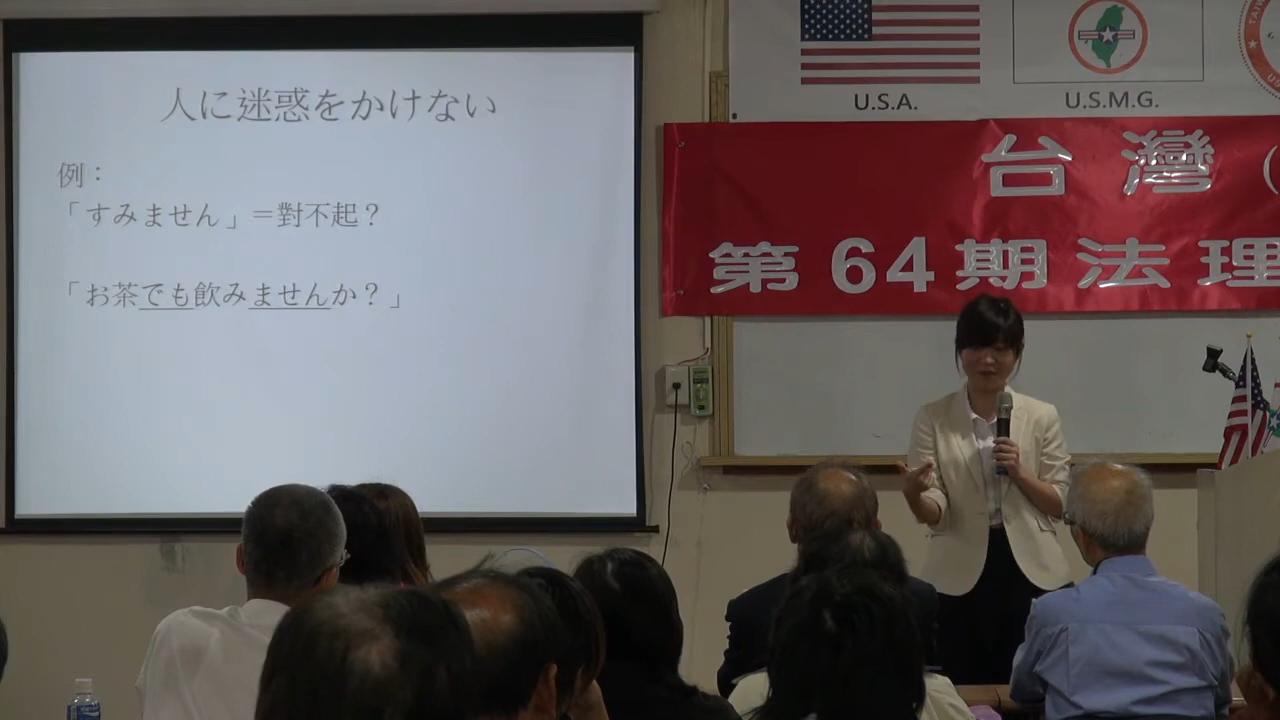 人に迷惑をかけない
例：
「すみません」＝對不起？
「お茶でも飲みませんか？」
U.S.A.
U.S.M.G.
台灣（
第64期法理